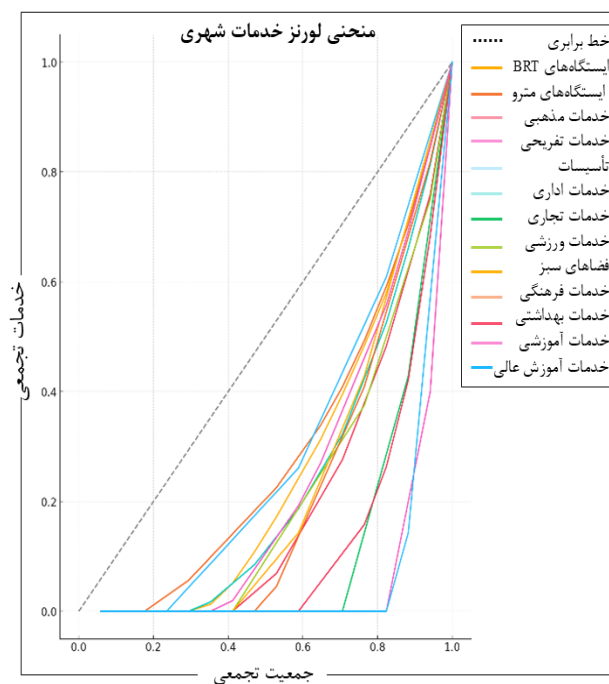 منحنی لورنز خدمات شهری
خط برابری
ایستگاه‌های BRT
ایستگاه‌های مترو
خدمات مذهبی
خدمات تفریحی
تأسیسات
خدمات اداری
خدمات تجاری
خدمات ورزشی
فضاهای سبز
خدمات فرهنگی
خدمات بهداشتی
خدمات آموزشی
خدمات آموزش عالی
خدمات تجمعی
1.0
0.8
0.6
0.4
0.2
0.0
0.0 0.2 0.4 0.6 0.8 1.0
جمعیت تجمعی